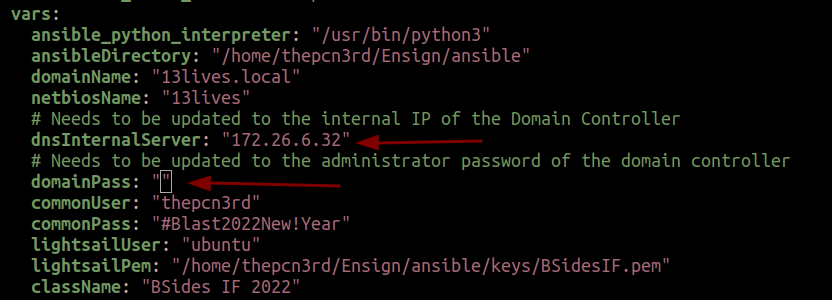 vars:
ansible_python_interpreter: "/usr/bin/python3"
ansibleDirectory: "/home/thepcn3rd/Ensign/ansible"
domainName: "13lives.local"
netbiosName: "13lives"
# Needs to be updated to the internal IP of the Domain Controller
dnsInternalServer: "172.26.6.32"
# Needs to be updated to the administrator password of the domain controller
domainPass: ""
commonUser: "thepcn3rd"
commonPass: "#Blast2022New!Year"
lightsailUser: "ubuntu"
lightsailPem: "/home/thepcn3rd/Ensign/ansible/keys/BSidesIF.pem"
className: "BSides IF 2022"